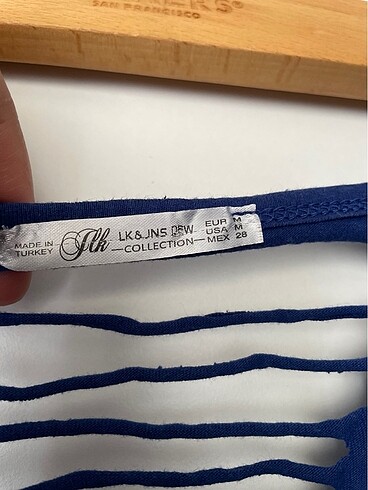 SAN FRANCISCO
MADE IN
TURKEY
LK & JNS
—COLLECTION—
EUR M
USA M
MEX 28